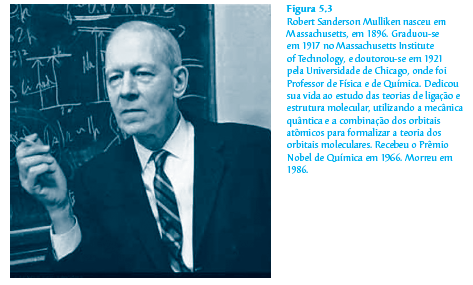 Figura 5.3
Robert Sanderson Mulliken nasceu em
Massachusetts, em 1896. Graduou-se
em 1917 no Massachusetts Institute
of Technology, e doutorou-se em 1921
pela Universidade de Chicago, onde foi
Professor de Física e de Química. Dedicou
sua vida ao estudo das teorias de ligação e
estrutura molecular, utilizando a mecânica
quântica e a combinação dos orbitais
atômicos para formalizar a teoria dos
orbitais moleculares. Recebeu o Prêmio
Nobel de Química em 1966. Morreu em
1986.